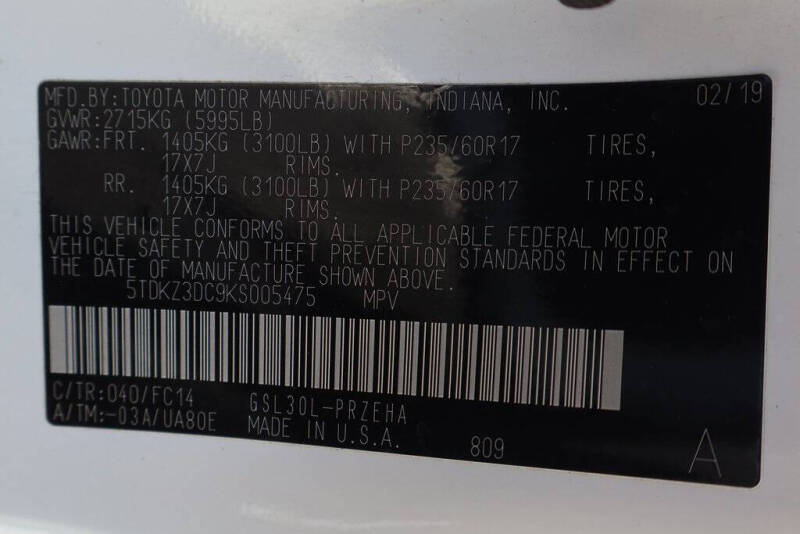 MFD.BY:TOYOTA MOTOR MANUFACTURING, INDIANA, INC. 02/19
GVWR:2715KG (5995LB)
GAWR:FRT. 1405KG (3100LB) WITH P235/60R17 TIRES,
17X7J RIMS.
RR. 1405KG (3100LB) WITH P235/60R17 TIRES,
17X7J RIMS.
THIS VEHICLE CONFORMS TO ALL APPLICABLE FEDERAL MOTOR
VEHICLE SAFETY AND THEFT PREVENTION STANDARDS IN EFFECT ON
THE DATE OF MANUFACTURE SHOWN ABOVE.
5TDKZ3DC9KS005475 MPV
C/TR:040/FC14 GSL30L-PRZEHA
A/TM:-03A/UA80E MADE IN U.S.A. 809 A